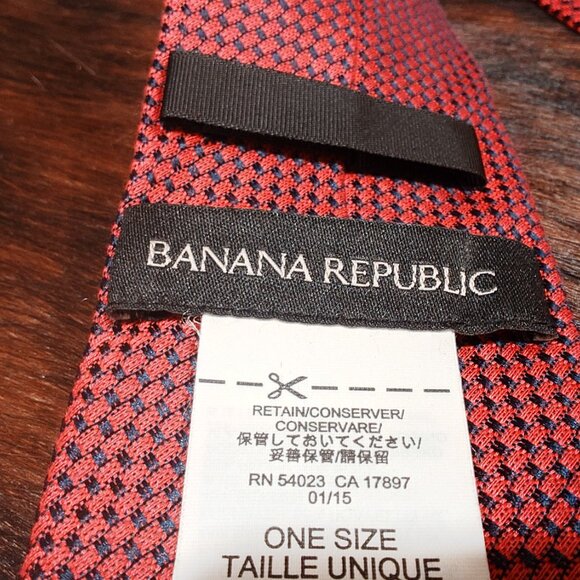 BANANA REPUBLIC
RETAIN/CONSERVER/
CONSERVARE/
保管しておいてください/
妥善保管/請保留
RN 54023 CA 17897
01/15
ONE SIZE
TAILLE UNIQUE